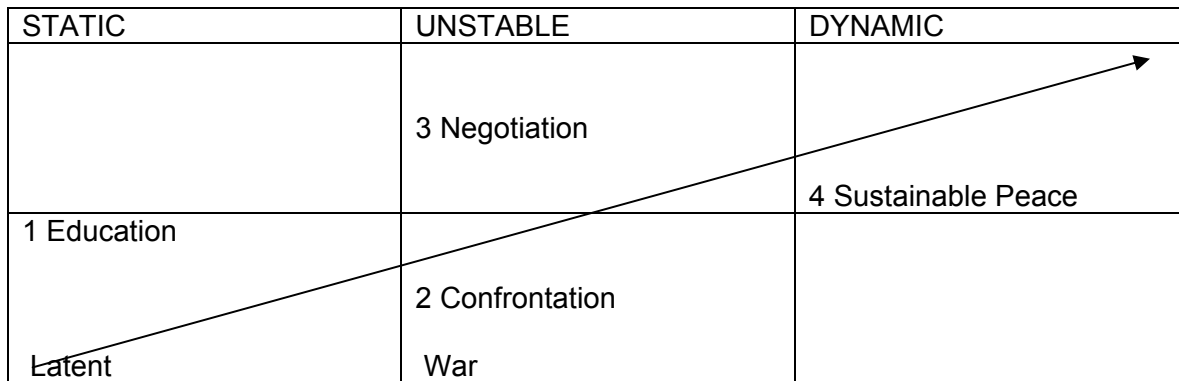 STATIC UNSTABLE DYNAMIC
3 Negotiation
4 Sustainable Peace
1 Education
2 Confrontation
Latent War